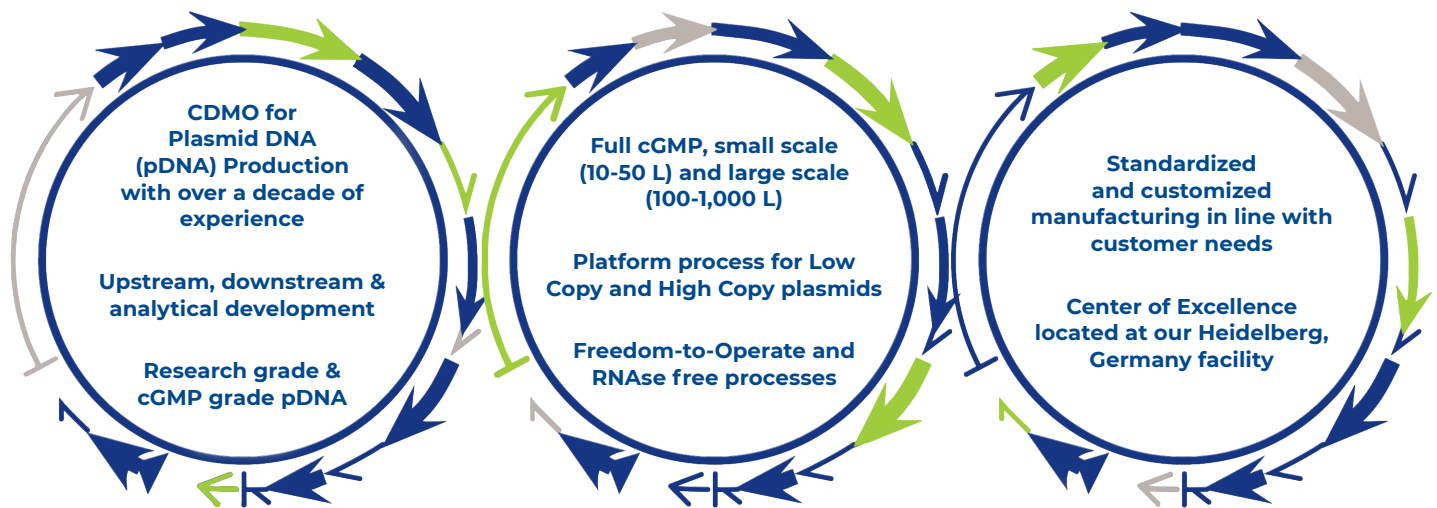 CDMO for
Plasmid DNA
(pDNA) Production
with over a decade of
experience
Upstream, downstream &
analytical development
Research grade &
cGMP grade pDNA
Full cGMP, small scale
(10-50 L) and large scale
(100-1,000 L)
Platform process for Low
Copy and High Copy plasmids
Freedom-to-Operate and
RNAse free processes
Standardized
and customized
manufacturing in line with
customer needs
Center of Excellence
located at our Heidelberg,
Germany facility